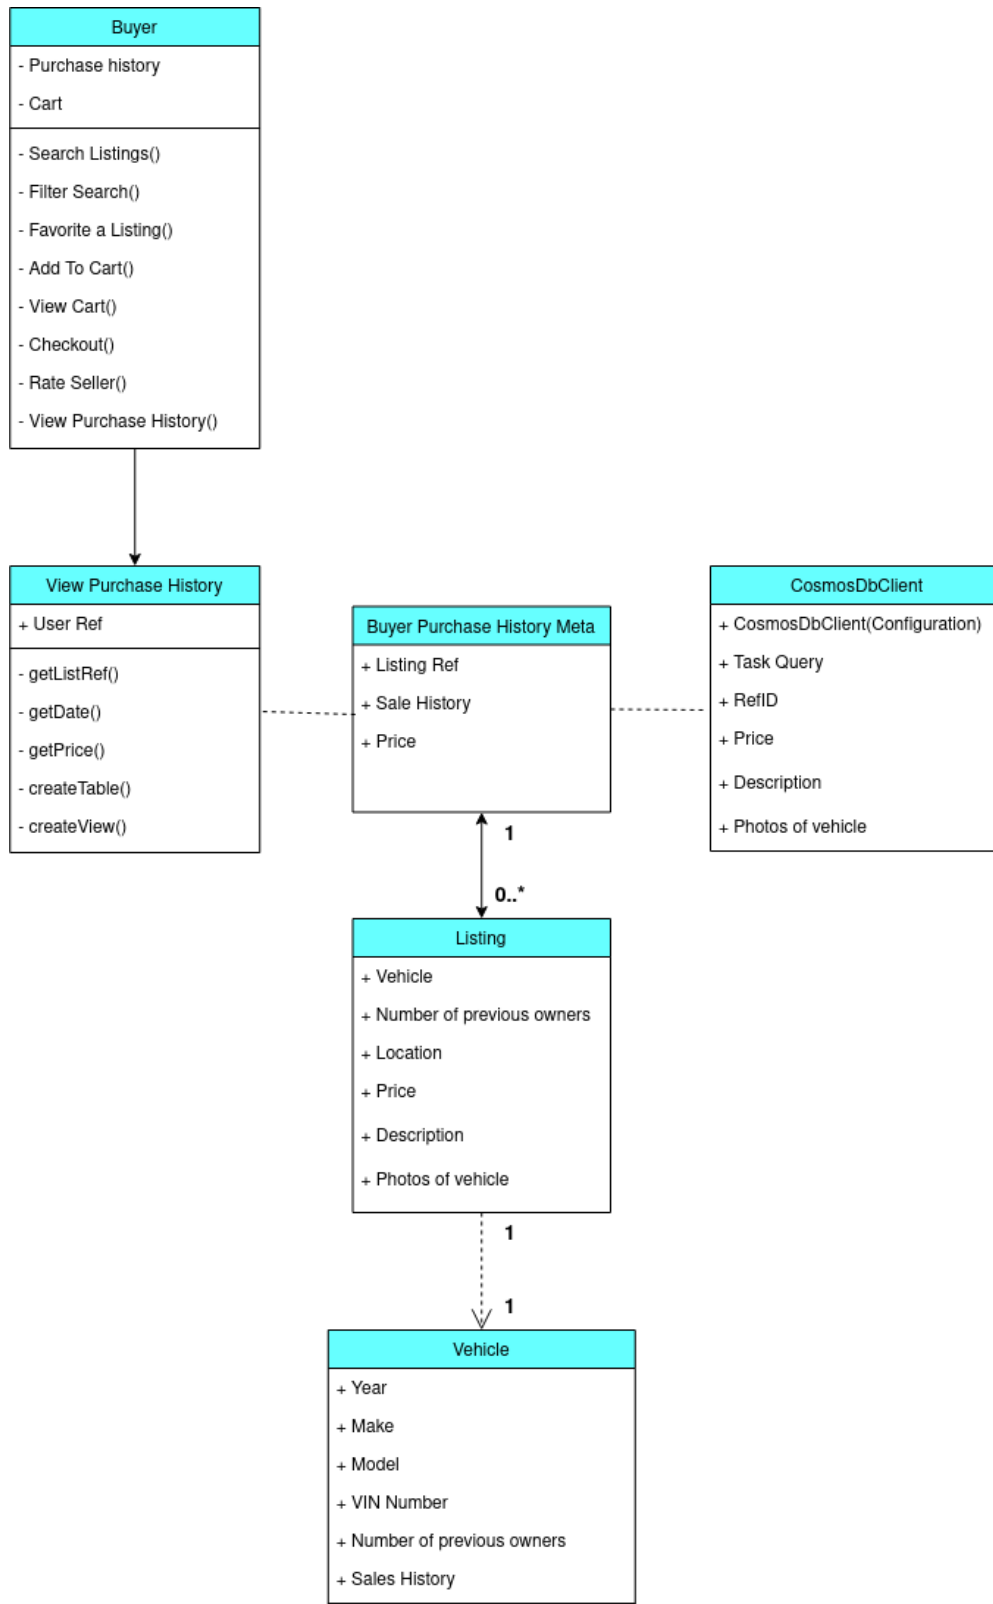 Buyer
- Purchase history
- Cart
- Search Listings()
- Filter Search()
- Favorite a Listing()
- Add To Cart()
- View Cart()
- Checkout()
- Rate Seller()
- View Purchase History()
View Purchase History
+ User Ref
- getListRef()
- getDate()
- getPrice()
- createTable()
- createView()
Buyer Purchase History Meta
+ Listing Ref
+ Sale History
+ Price
CosmosDbClient
+ CosmosDbClient(Configuration)
+ Task Query
+ RefID
+ Price
+ Description
+ Photos of vehicle
1
0..*
Listing
+ Vehicle
+ Number of previous owners
+ Location
+ Price
+ Description
+ Photos of vehicle
1
1
Vehicle
+ Year
+ Make
+ Model
+ VIN Number
+ Number of previous owners
+ Sales History